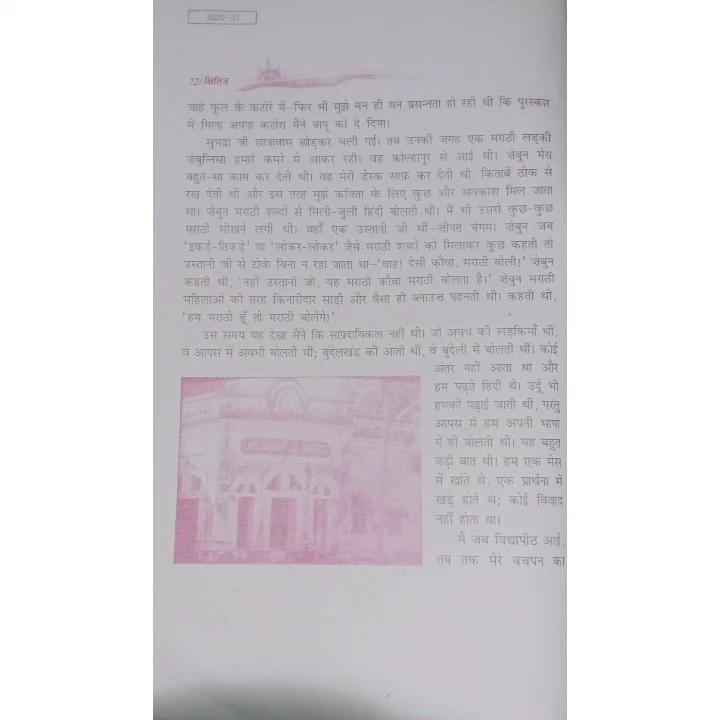 2020-21
72/क्षितिज
चाहे फूल के कटोरे में-फिर भी मुझे मन ही मन प्रसन्नता हो रही थी कि पुरस्कार
में मिला अपना कटोरा मैंने बापू को दे दिया।
सुभद्रा जी छात्रावास छोड़कर चली गईं। तब उनकी जगह एक मराठी लड़की
ज़ेबुन्निसा हमारे कमरे में आकर रही। वह कोल्हापुर से आई थी। ज़ेबुन मेरा
बहुत-सा काम कर देती थी। वह मेरी डेस्क साफ़ कर देती थी, किताबें ठीक से
रख देती थी और इस तरह मुझे कविता के लिए कुछ और अवकाश मिल जाता
था। ज़ेबुन मराठी शब्दों से मिली-जुली हिंदी बोलती थी। मैं भी उससे कुछ-कुछ
मराठी सीखने लगी थी। वहाँ एक उस्तानी जी थीं-ज़ीनत बेगम। ज़ेबुन जब
'इकड़े-तिकड़े' या 'लोकर-लोकर' जैसे मराठी शब्दों को मिलाकर कुछ कहती तो
उस्तानी जी से टोके बिना न रहा जाता था-'वाह! देसी कौवा, मराठी बोली!' ज़ेबुन
कहती थी, 'नहीं उस्तानी जी, यह मराठी कौवा मराठी बोलता है।' ज़ेबुन मराठी
महिलाओं की तरह किनारीदार साड़ी और वैसा ही ब्लाउज पहनती थी। कहती थी,
'हम मराठी हूँ तो मराठी बोलेंगे!'
उस समय यह देखा मैंने कि सांप्रदायिकता नहीं थी। जो अवध की लड़कियाँ थीं,
वे आपस में अवधी बोलती थीं; बुंदेलखंड की आती थीं, वे बुंदेली में बोलती थीं। कोई
अंतर नहीं आता था और
हम पढ़ते हिंदी थे। उर्दू भी
हमको पढ़ाई जाती थी, परंतु
आपस में हम अपनी भाषा
में ही बोलती थीं। यह बहुत
बड़ी बात थी। हम एक मेस
में खाते थे, एक प्रार्थना में
खड़े होते थे; कोई विवाद
नहीं होता था।
मैं जब विद्यापीठ आई,
तब तक मेरे बचपन का